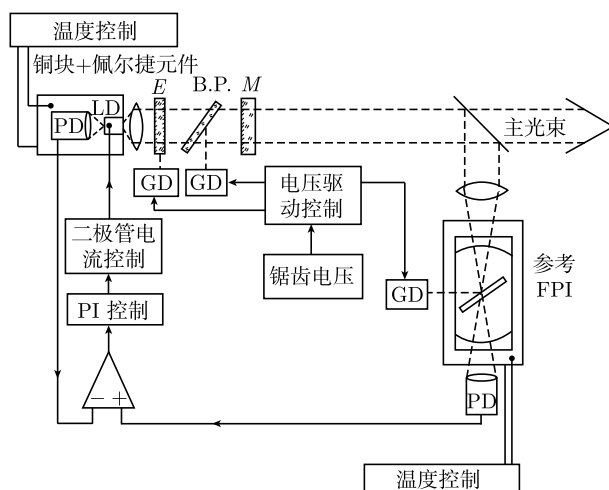 温度控制
铜块+佩尔捷元件
E
B.P.
M
LD
PD
主光束
GD
GD
电压驱
动控制
二极管电
流控制
锯齿电压
参考
FPI
GD
PI 控制
− +
PD
温度控制